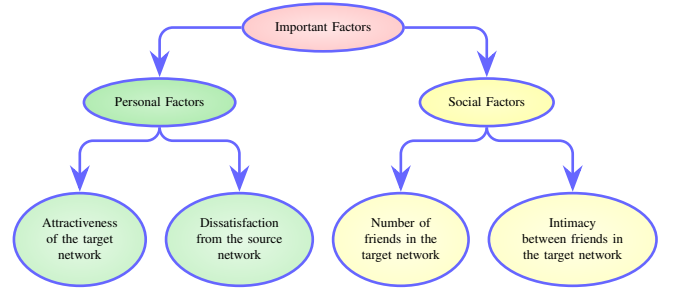 Important Factors
Personal Factors
Social Factors
Attractiveness
of the target
network
Dissatisfaction
from the source
network
Number of
friends in the
target network
Intimacy
between friends in
the target network